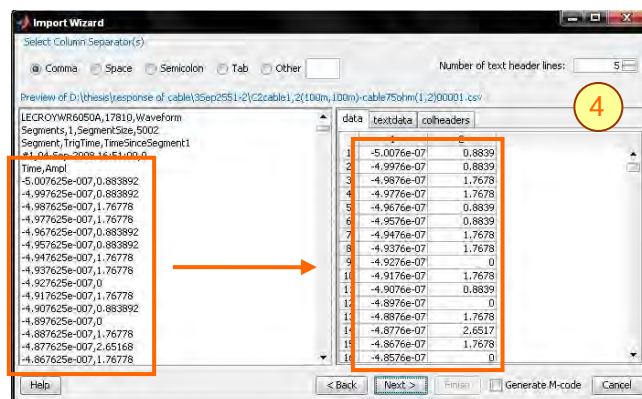 Import Wizard
Select Column Separator(s)
Comma Space Semicolon Tab Other Number of text header lines: 5
Preview of D:\thesis\response of cable\3Sep2551-2\C2cable1,2(100m,100m)-cable75ohm(1,2)00001.csv
4
LECROYWR6050A,17810,Waveform
Segments,1,SegmentSize,5002
Segment,TrigTime,TimeSinceSegment1
#1,04-Sep-2008 16:51:00,0
Time,Ampl
-5.007625e-007,0.883892
-4.997625e-007,0.883892
-4.987625e-007,1.76778
-4.977625e-007,1.76778
-4.967625e-007,0.883892
-4.957625e-007,0.883892
-4.947625e-007,1.76778
-4.937625e-007,1.76778
-4.927625e-007,0
-4.917625e-007,1.76778
-4.907625e-007,0.883892
-4.897625e-007,0
-4.887625e-007,1.76778
-4.877625e-007,2.65168
-4.867625e-007,1.76778
data textdata colheaders
1 2
1 -5.0076e-07 0.8839
2 -4.9976e-07 0.8839
3 -4.9876e-07 1.7678
4 -4.9776e-07 1.7678
5 -4.9676e-07 0.8839
6 -4.9576e-07 0.8839
7 -4.9476e-07 1.7678
8 -4.9376e-07 1.7678
9 -4.9276e-07 0
10 -4.9176e-07 1.7678
11 -4.9076e-07 0.8839
12 -4.8976e-07 0
13 -4.8876e-07 1.7678
14 -4.8776e-07 2.6517
15 -4.8676e-07 1.7678
16 -4.8576e-07 0
Help < Back Next > Finish Generate M-code Cancel